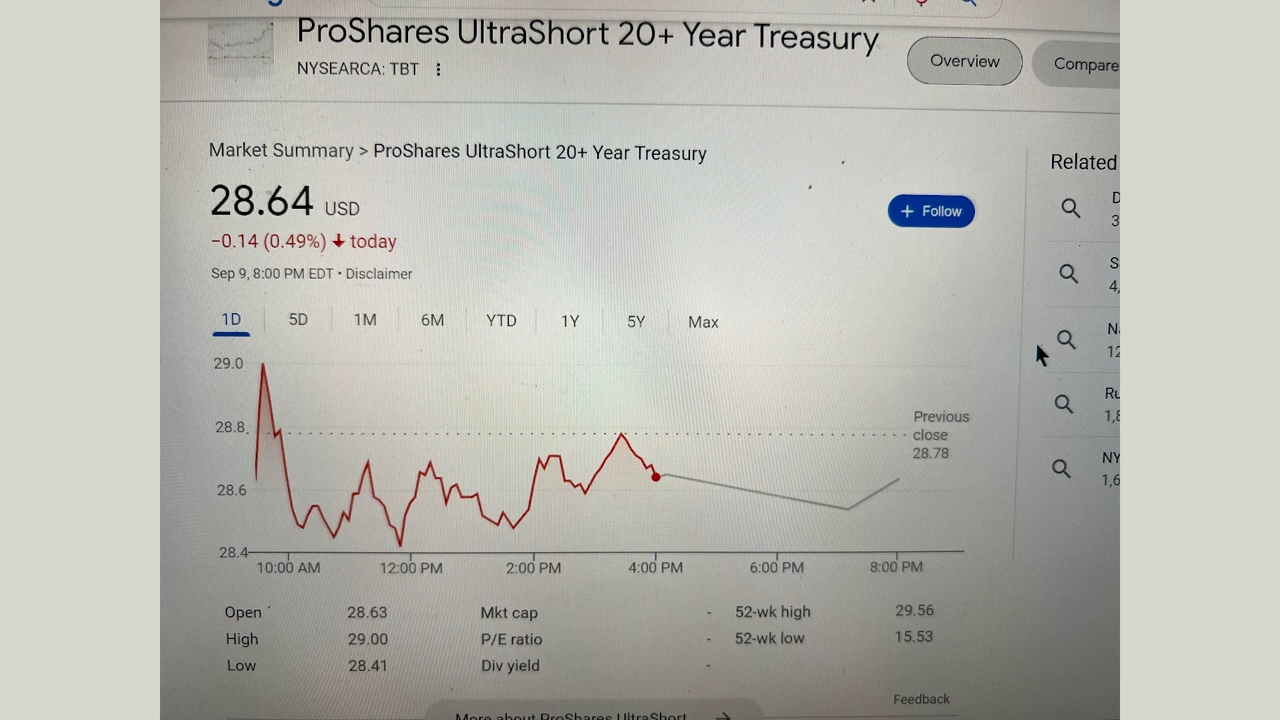 ProShares UltraShort 20+ Year Treasury
NYSEARCA: TBT
Overview
Compare
Market Summary > ProShares UltraShort 20+ Year Treasury
28.64 USD
−0.14 (0.49%) today
Sep 9, 8:00 PM EDT • Disclaimer
+ Follow
Related
1D 5D 1M 6M YTD 1Y 5Y Max
29.0
28.8
28.6
28.4
Previous
close
28.78
10:00 AM 12:00 PM 2:00 PM 4:00 PM 6:00 PM 8:00 PM
Open 28.63 Mkt cap - 52-wk high 29.56
High 29.00 P/E ratio - 52-wk low 15.53
Low 28.41 Div yield -
Feedback
More about ProShares UltraShort